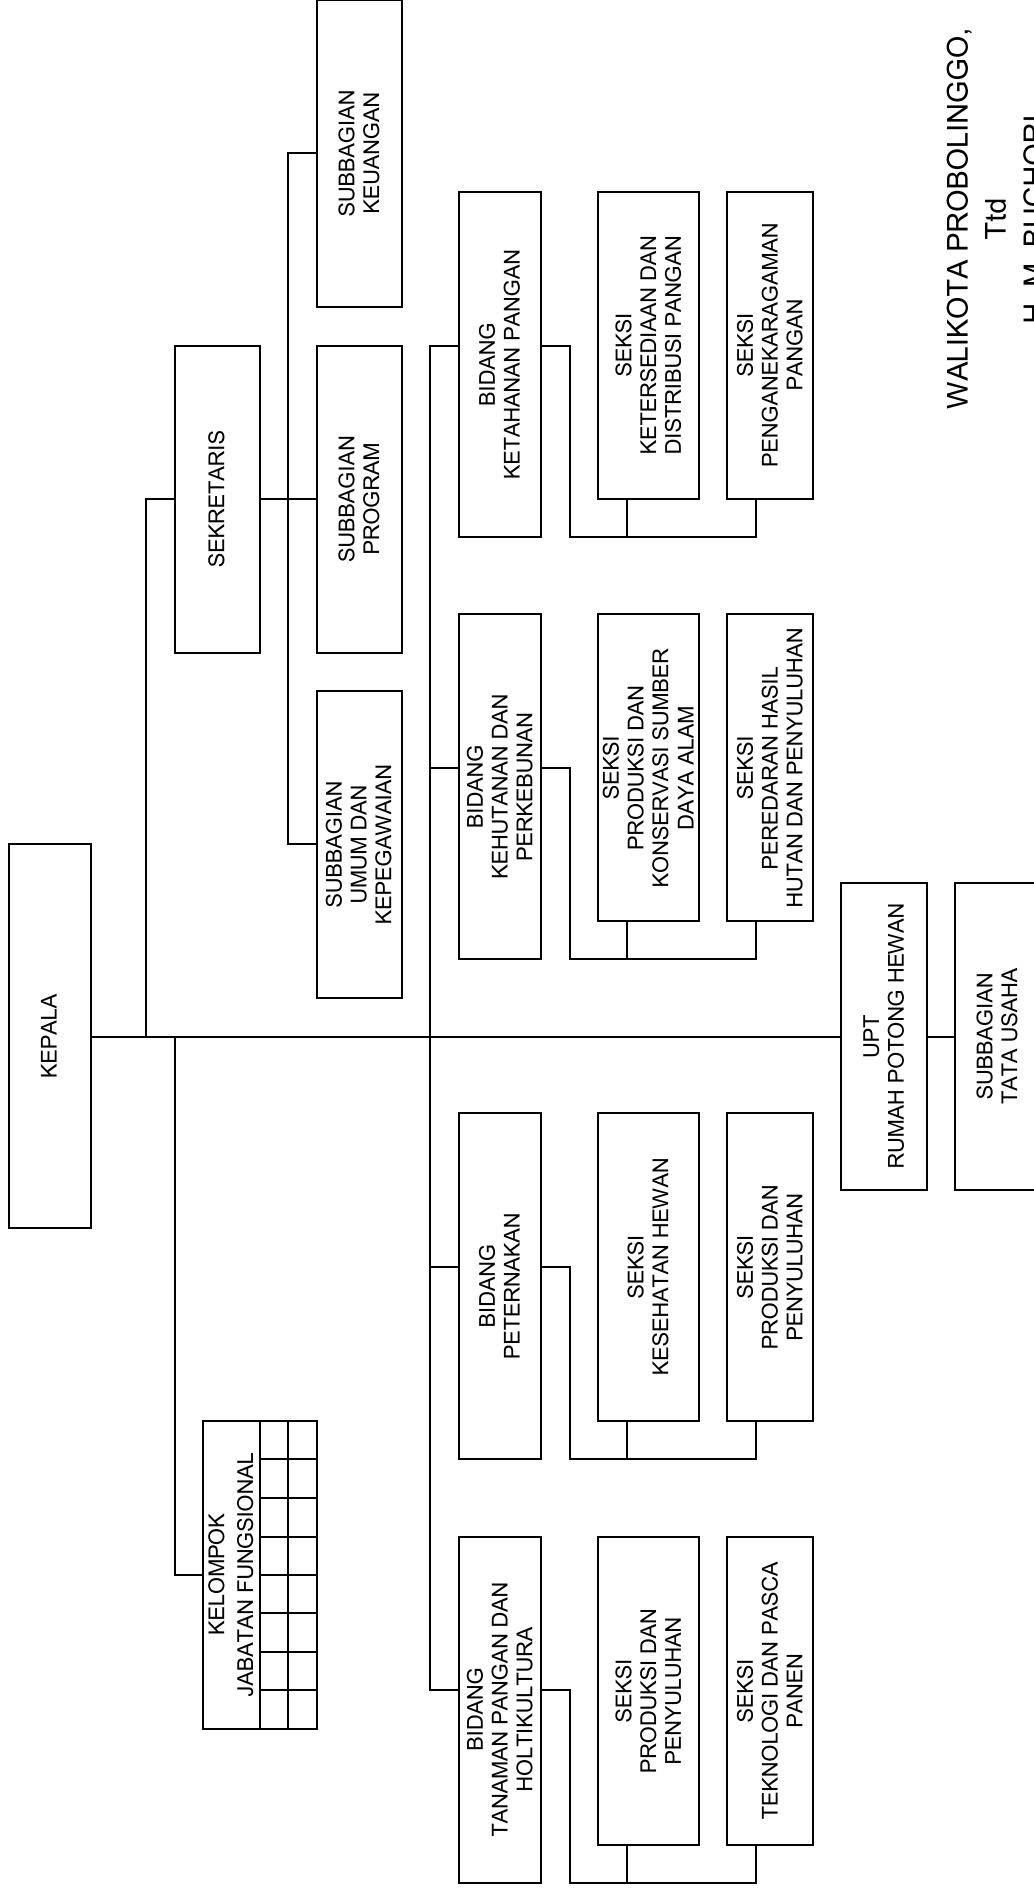 KEPALA
KELOMPOK
JABATAN FUNGSIONAL
SEKRETARIS
SUBBAGIAN
UMUM DAN
KEPEGAWAIAN
SUBBAGIAN
PROGRAM
SUBBAGIAN
KEUANGAN
BIDANG
TANAMAN PANGAN DAN
HOLTIKULTURA
BIDANG
PETERNAKAN
BIDANG
KEHUTANAN DAN
PERKEBUNAN
BIDANG
KETAHANAN PANGAN
SEKSI
PRODUKSI DAN
PENYULUHAN
SEKSI
KESEHATAN HEWAN
SEKSI
PRODUKSI DAN
KONSERVASI SUMBER
DAYA ALAM
SEKSI
KETERSEDIAAN DAN
DISTRIBUSI PANGAN
SEKSI
TEKNOLOGI DAN PASCA
PANEN
SEKSI
PRODUKSI DAN
PENYULUHAN
SEKSI
PEREDARAN HASIL
HUTAN DAN PENYULUHAN
SEKSI
PENGANEKARAGAMAN
PANGAN
UPT
RUMAH POTONG HEWAN
SUBBAGIAN
TATA USAHA
WALIKOTA PROBOLINGGO,
Ttd
H. M. BUCHORI